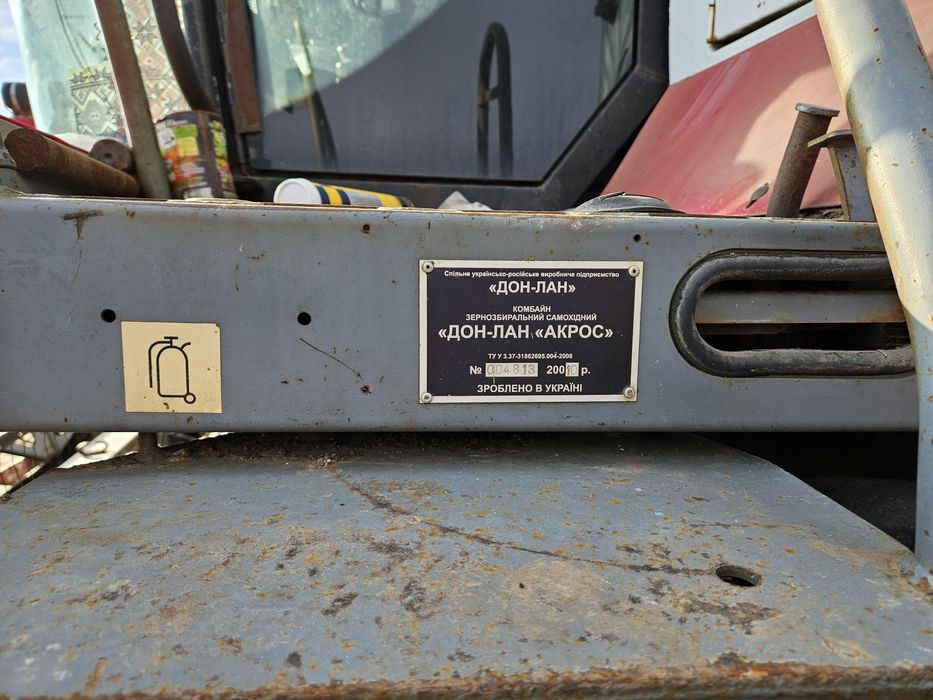 Спільне українсько-російське виробниче підприємство
«ДОН-ЛАН»
КОМБАЙН
ЗЕРНОЗБИРАЛЬНИЙ САМОХІДНИЙ
«ДОН-ЛАН «АКРОС»
ТУ У 3.37-31862695.004-2008
№ 004813 20010 р.
ЗРОБЛЕНО В УКРАЇНІ